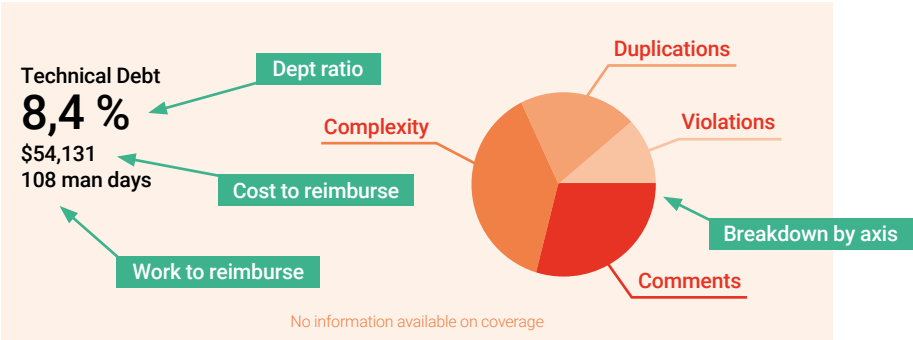 Technical Debt
8,4 %
$54,131
108 man days
Dept ratio
Cost to reimburse
Work to reimburse
Duplications
Violations
Complexity
Breakdown by axis
Comments
No information available on coverage